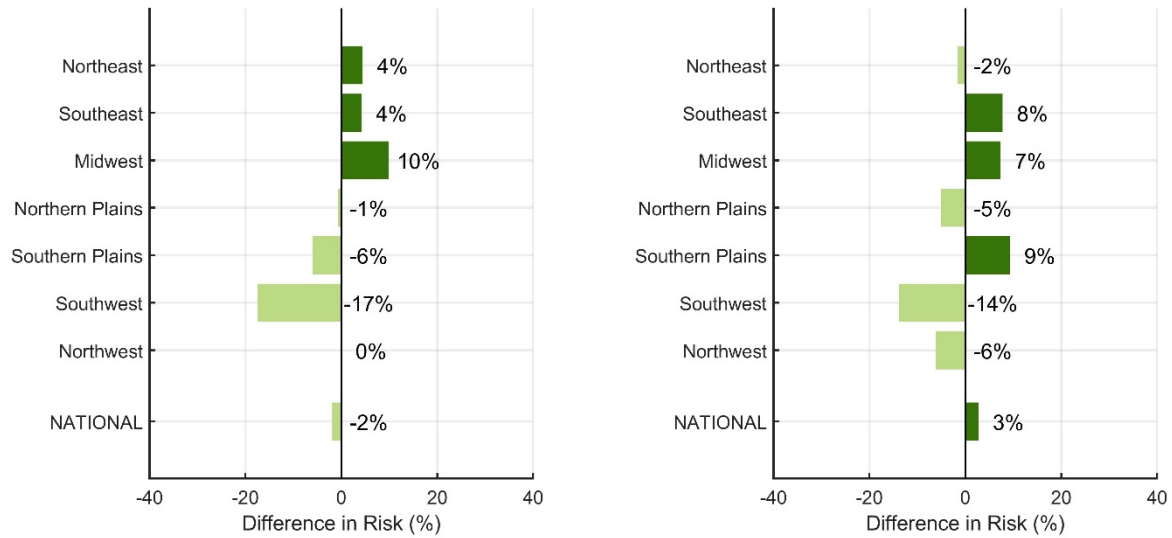 Northeast 4%
Southeast 4%
Midwest 10%
Northern Plains -1%
Southern Plains -6%
Southwest -17%
Northwest 0%
NATIONAL -2%
-40 -20 0 20 40
Difference in Risk (%)
Northeast -2%
Southeast 8%
Midwest 7%
Northern Plains -5%
Southern Plains 9%
Southwest -14%
Northwest -6%
NATIONAL 3%
-40 -20 0 20 40
Difference in Risk (%)